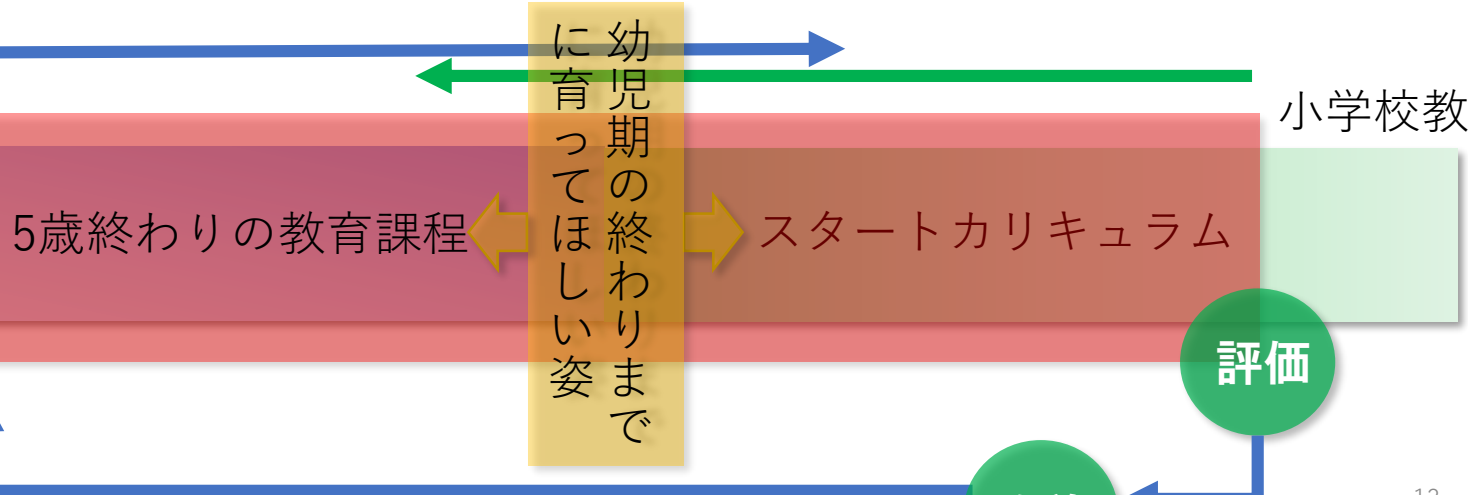 幼児期の終わりまで
に育ってほしい姿
小学校教
5歳終わりの教育課程
スタートカリキュラム
評価